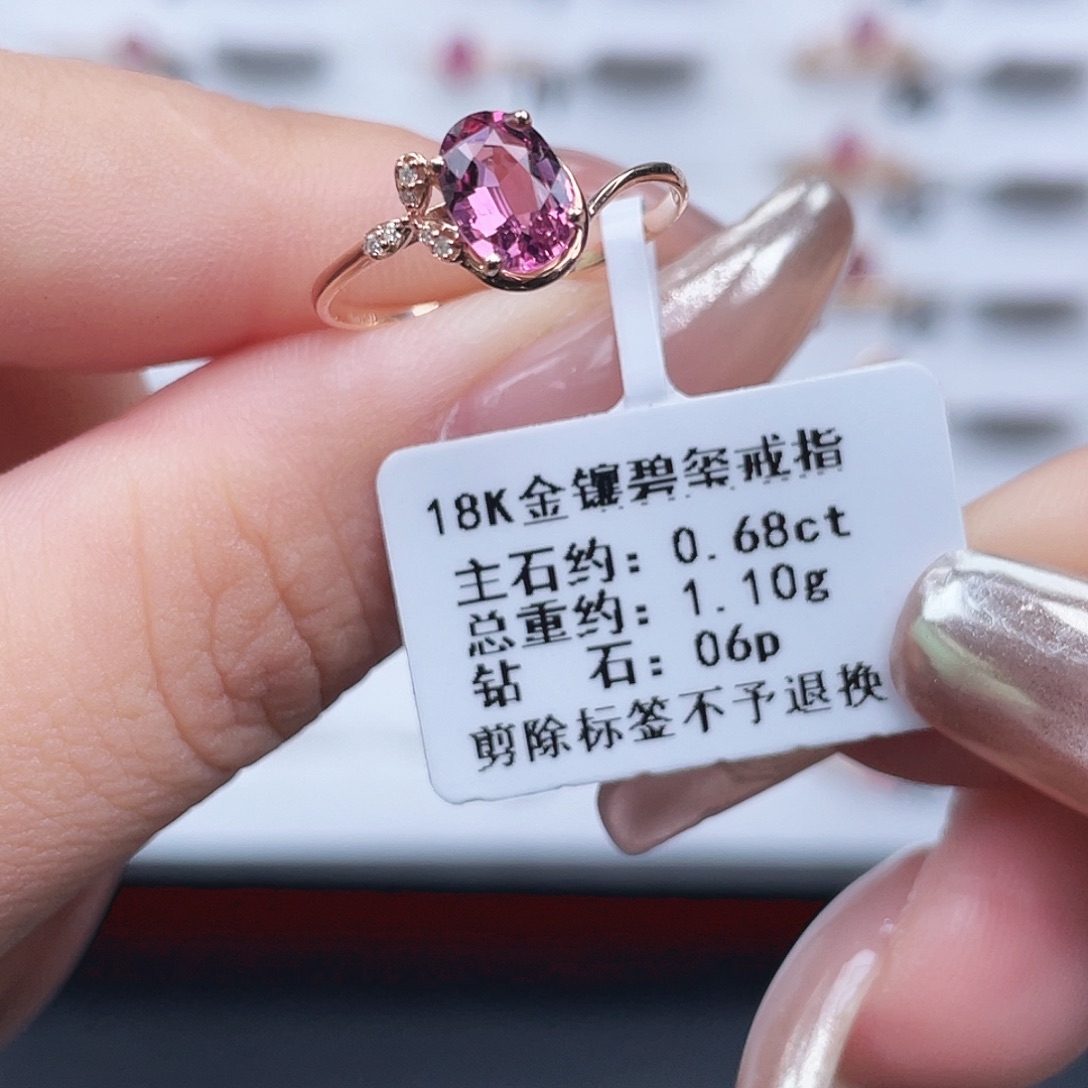 18K金镶碧玺戒指
主石约：0.68ct
总重约：1.10g
钻 石：06p
剪除标签不予退换